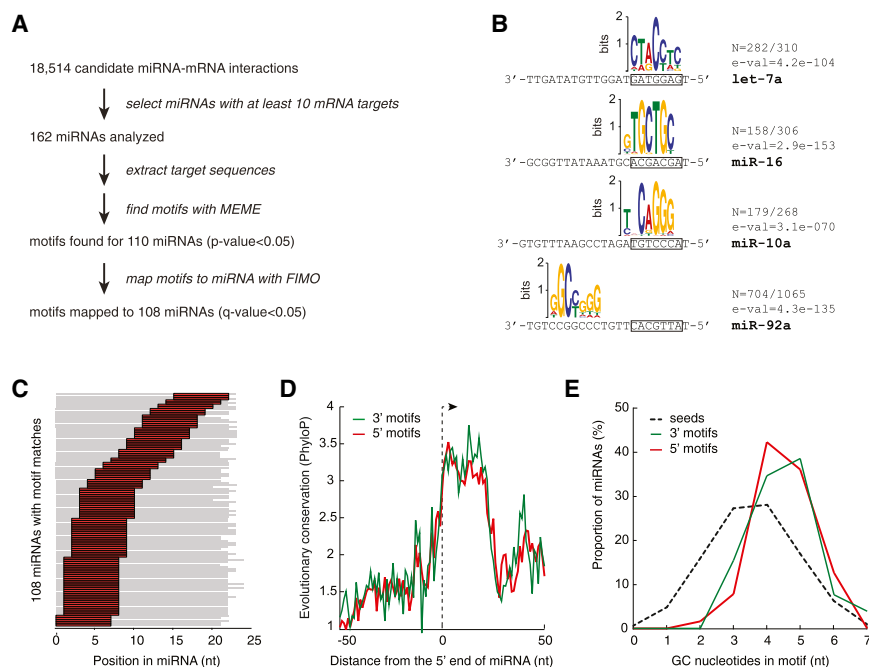 A
18,514 candidate miRNA-mRNA interactions
select miRNAs with at least 10 mRNA targets
162 miRNAs analyzed
extract target sequences
find motifs with MEME
motifs found for 110 miRNAs (p-value<0.05)
map motifs to miRNA with FIMO
motifs mapped to 108 miRNAs (q-value<0.05)
B
2
1
bits
N=282/310
e-val=4.2e-104
let-7a
3’-TTGATATGTTGGATGATGGAGT-5’
2
1
bits
N=158/306
e-val=2.9e-153
miR-16
3’-GCGGTTATAAATGCACGACGAT-5’
2
1
bits
N=179/268
e-val=3.1e-070
miR-10a
3’-GTGTTTAAGCCTAGATGTCCCAT-5’
2
1
bits
N=704/1065
e-val=4.3e-135
miR-92a
3’-TGTCCGGCCCTGTTCACGTTAT-5’
C
108 miRNAs with motif matches
0 5 10 15 20 25
Position in miRNA (nt)
D
3’ motifs
5’ motifs
Evolutionary conservation (PhyloP)
4
3.5
3
2.5
2
1.5
1
-50 0 50
Distance from the 5’ end of miRNA (nt)
E
seeds
3’ motifs
5’ motifs
Proportion of miRNAs (%)
50
40
30
20
10
0
0 1 2 3 4 5 6 7
GC nucleotides in motif (nt)